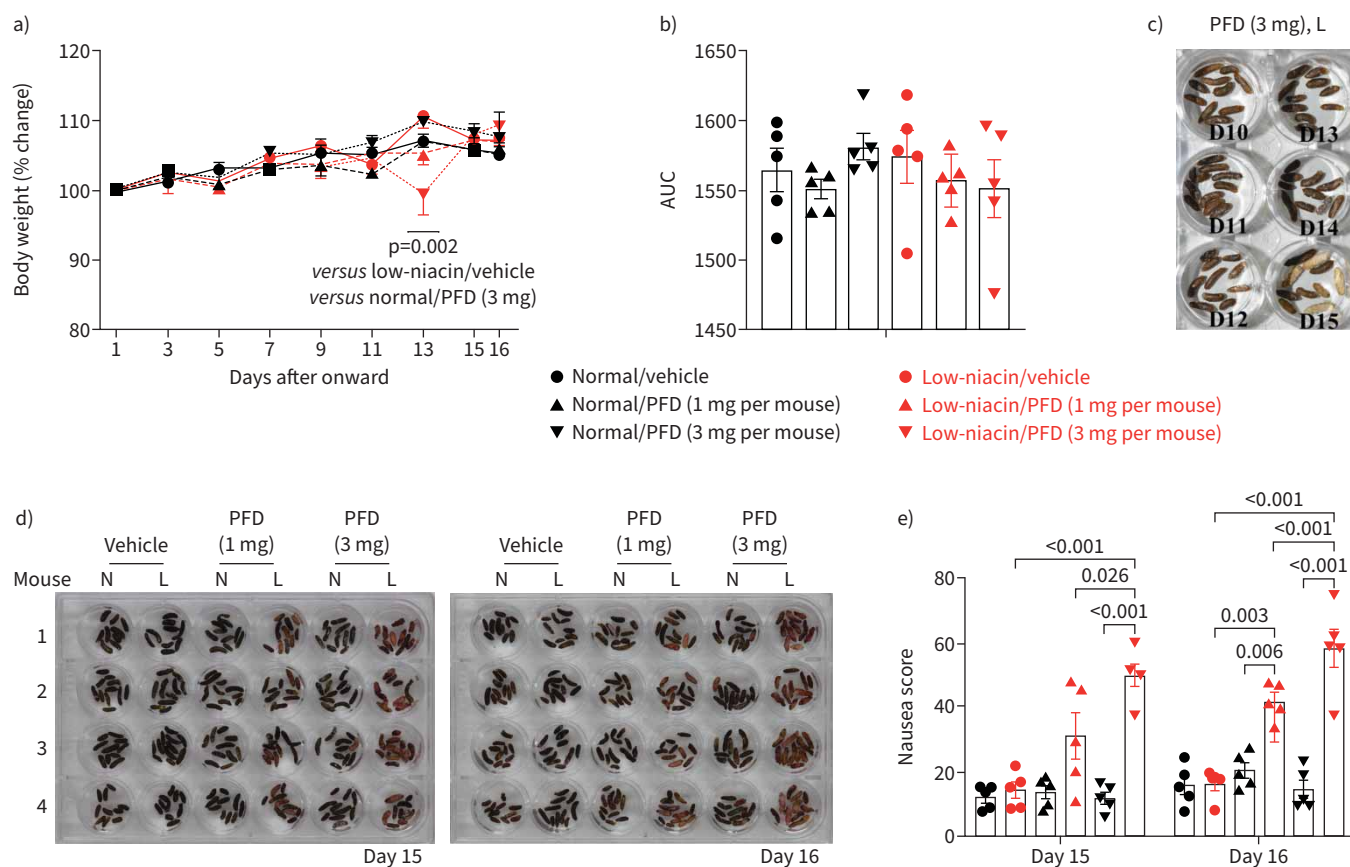 a)
120
110
100
90
80
Body weight (% change)
p=0.002
versus low-niacin/vehicle
versus normal/PFD (3 mg)
1 3 5 7 9 11 13 15 16
Days after onward
b)
1650
1600
1550
1500
1450
AUC
c)
PFD (3 mg), L
D10 D13
D11 D14
D12 D15
Normal/vehicle
Normal/PFD (1 mg per mouse)
Normal/PFD (3 mg per mouse)
Low-niacin/vehicle
Low-niacin/PFD (1 mg per mouse)
Low-niacin/PFD (3 mg per mouse)
d)
Vehicle PFD (1 mg) PFD (3 mg)
Vehicle PFD (1 mg) PFD (3 mg)
Mouse N L N L N L
N L N L N L
1
2
3
4
Day 15
Day 16
e)
<0.001
<0.001
<0.001
<0.001
0.026
<0.001
0.003
0.006
80
60
40
20
0
Nausea score
Day 15 Day 16